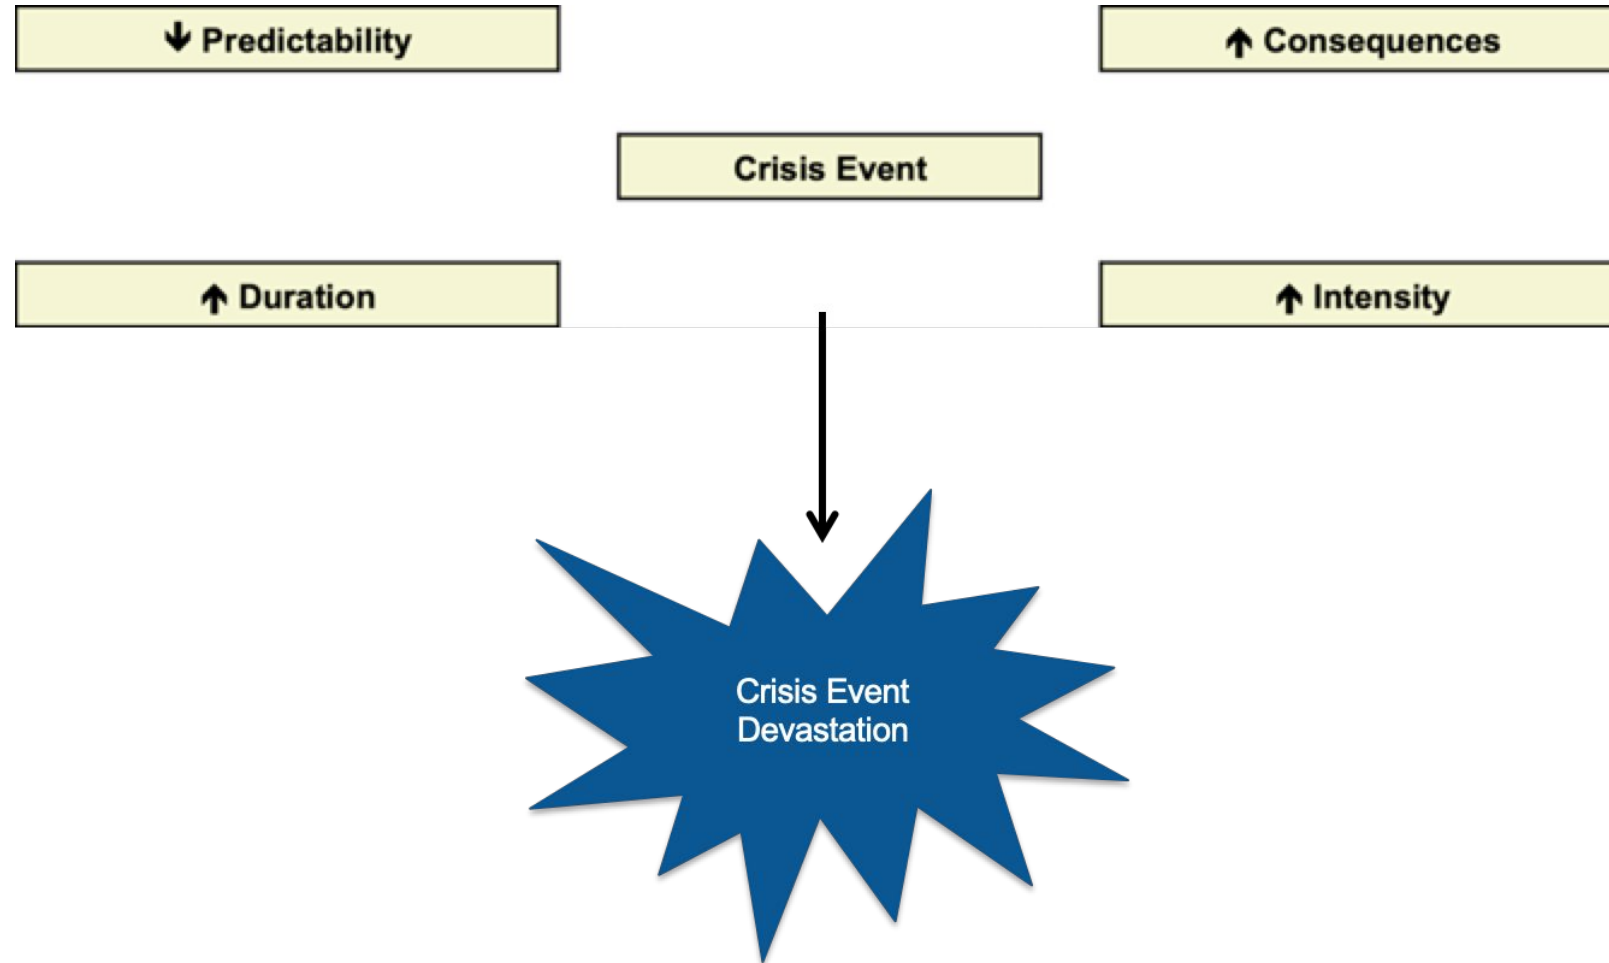 ↓ Predictability
↑ Consequences
Crisis Event
↑ Duration
↑ Intensity
Crisis Event
Devastation